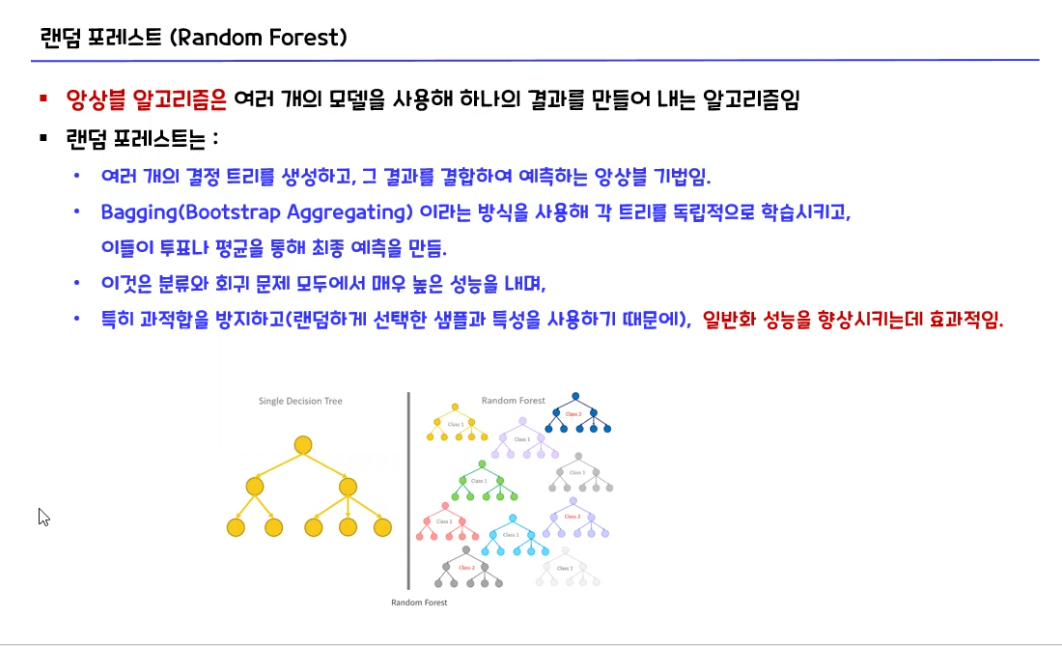 랜덤 포레스트 (Random Forest)
앙상블 알고리즘은 여러 개의 모델을 사용해 하나의 결과를 만들어 내는 알고리즘임
랜덤 포레스트는 :
여러 개의 결정 트리를 생성하고, 그 결과를 결합하여 예측하는 앙상블 기법임.
Bagging(Bootstrap Aggregating) 이라는 방식을 사용해 각 트리를 독립적으로 학습시키고,
이들이 투표나 평균을 통해 최종 예측을 만듬.
이것은 분류와 회귀 문제 모두에서 매우 높은 성능을 내며,
특히 과적합을 방지하고(랜덤하게 선택한 샘플과 특성을 사용하기 때문에), 일반화 성능을 향상시키는데 효과적임.
Single Decision Tree
Random Forest
Class 2
Class 1
Class 1
Class 1
Class 1
Class 1
Class 1
Class 2
Class 1
Random Forest